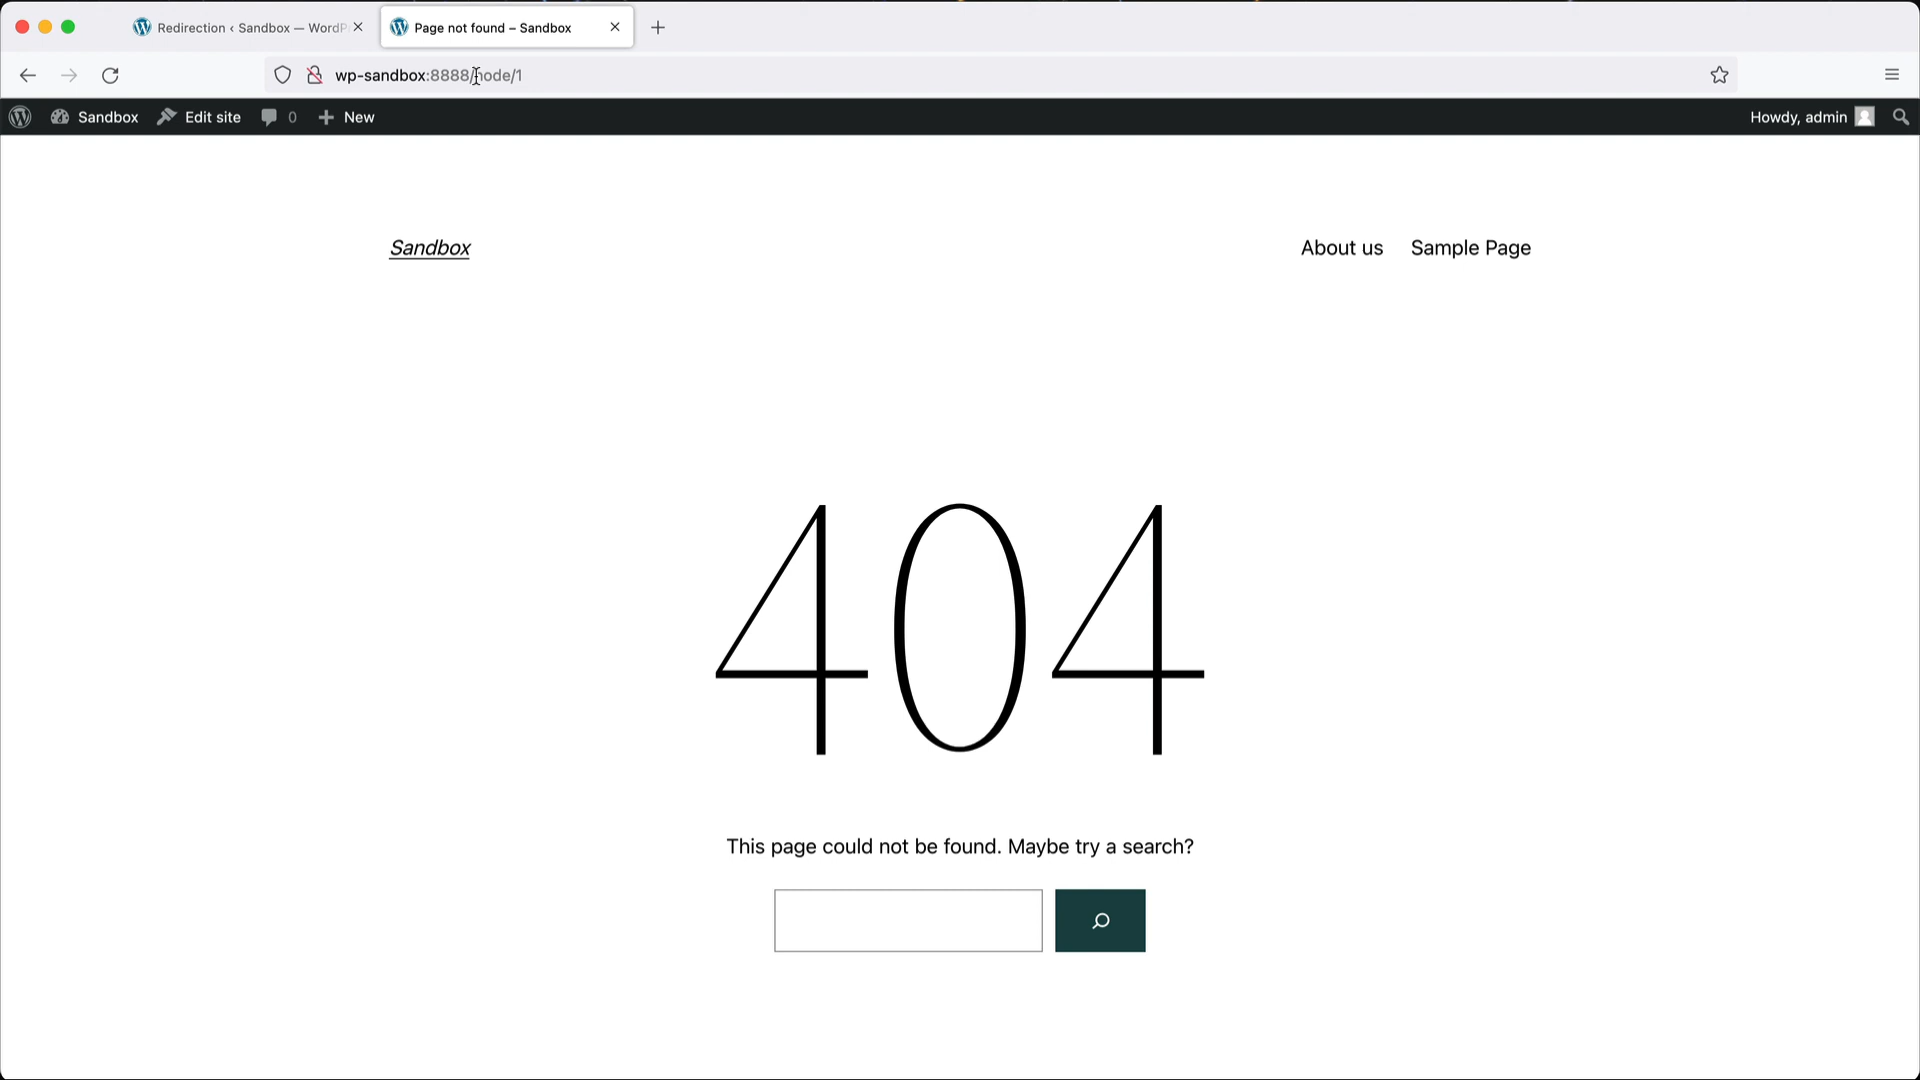 Redirection ‹ Sandbox — WordP
Page not found – Sandbox
wp-sandbox:8888/node/1
Sandbox
Edit site
0
New
Howdy, admin
Sandbox
About us
Sample Page
404
This page could not be found. Maybe try a search?